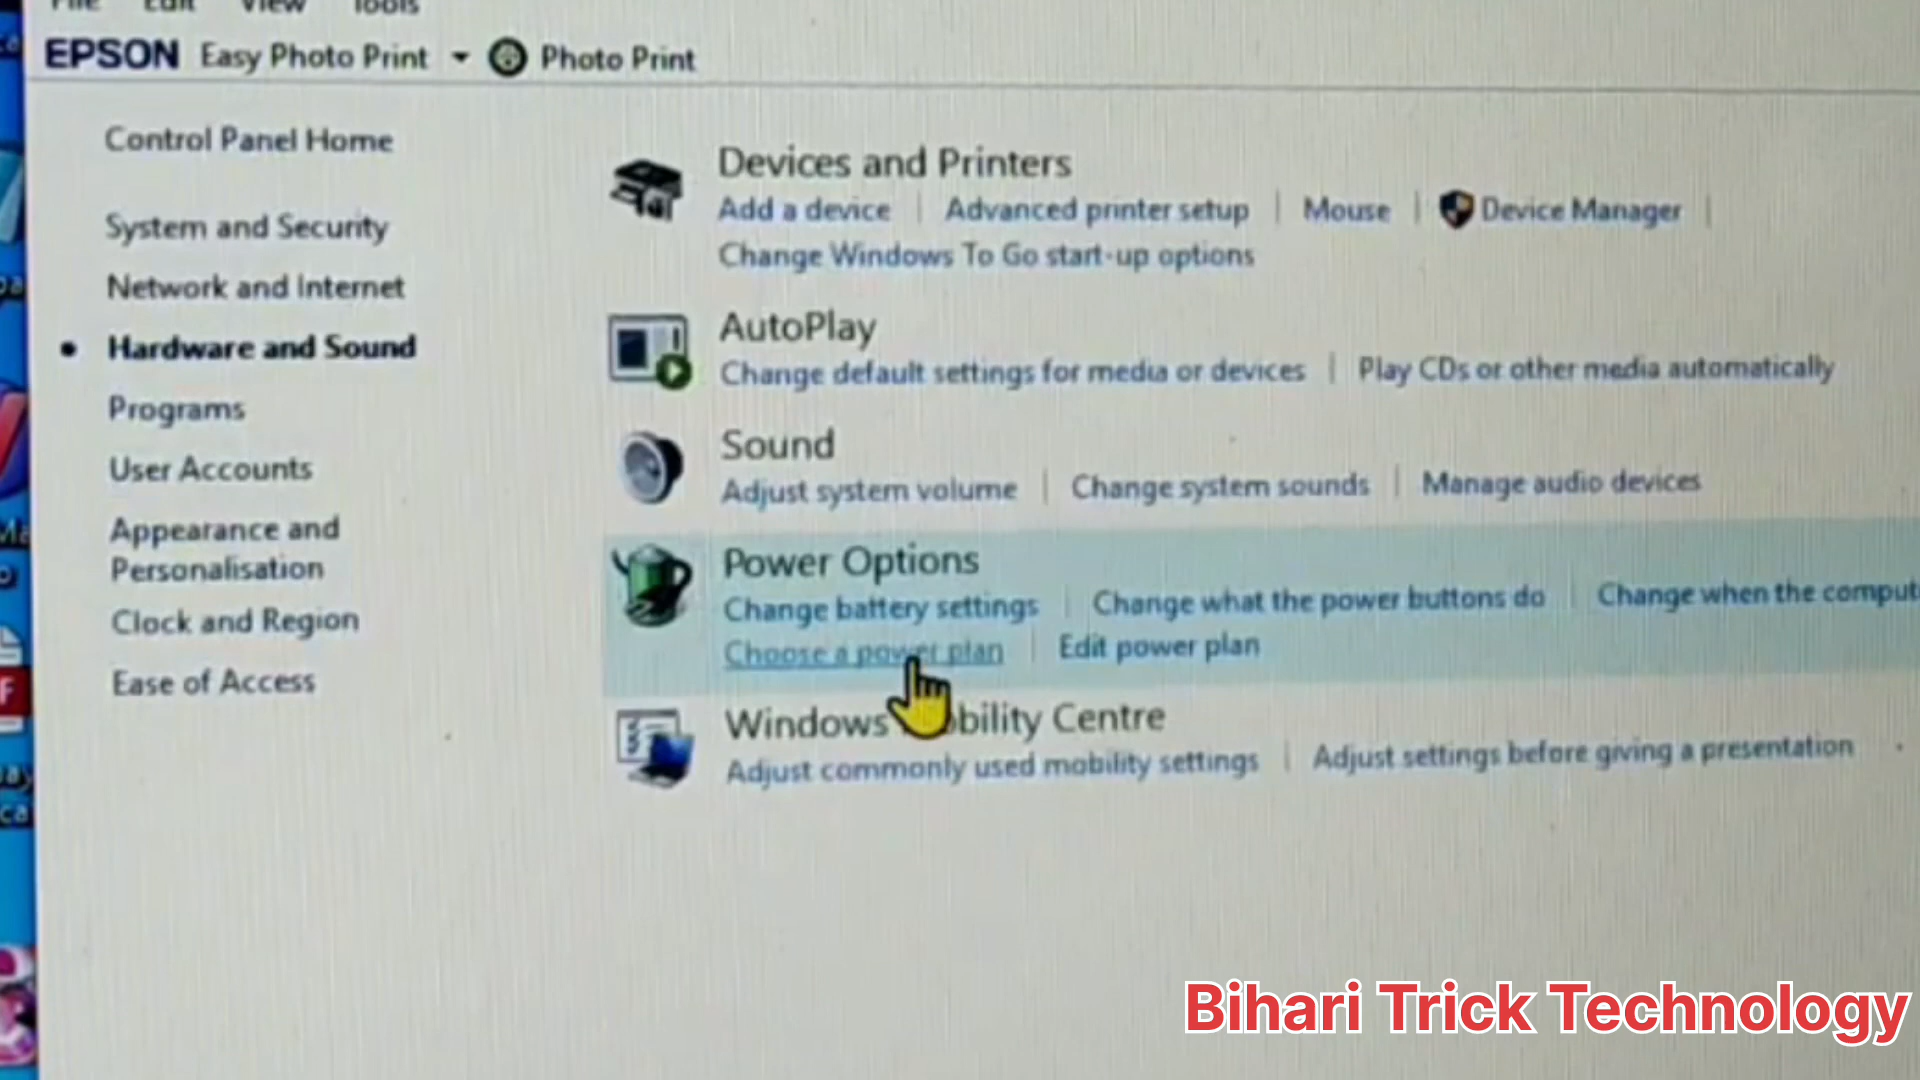 File Edit View Tools
EPSON Easy Photo Print Photo Print
Control Panel Home
System and Security
Network and Internet
Hardware and Sound
Programs
User Accounts
Appearance and
Personalisation
Clock and Region
Ease of Access
Devices and Printers
Add a device | Advanced printer setup | Mouse | Device Manager |
Change Windows To Go start-up options
AutoPlay
Change default settings for media or devices | Play CDs or other media automatically
Sound
Adjust system volume | Change system sounds | Manage audio devices
Power Options
Change battery settings | Change what the power buttons do | Change when the comput
Choose a power plan | Edit power plan
Windows bility Centre
Adjust commonly used mobility settings | Adjust settings before giving a presentation
Bihari Trick Technology